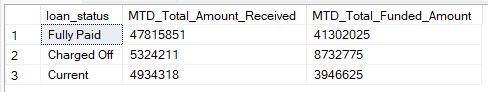 loan_status MTD_Total_Amount_Received MTD_Total_Funded_Amount
1 Fully Paid 47815851 41302025
2 Charged Off 5324211 8732775
3 Current 4934318 3946625